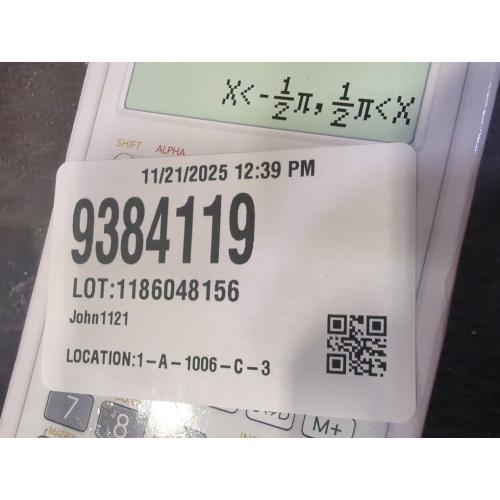 X<-1/2π, 1/2π<X
SHIFT ALPHA
11/21/2025 12:39 PM
9384119
LOT:1186048156
John1121
LOCATION:1-A-1006-C-3
7
8
M+
MATRIX